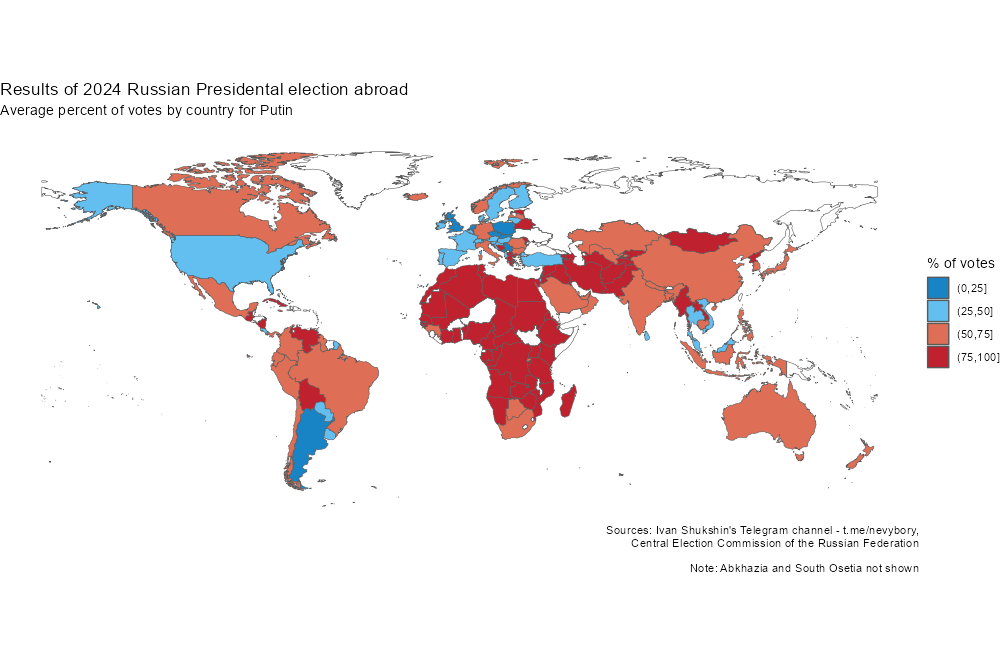 Results of 2024 Russian Presidental election abroad
Average percent of votes by country for Putin
% of votes
(0,25]
(25,50]
(50,75]
(75,100]
Sources: Ivan Shukshin's Telegram channel - t.me/nevybory,
Central Election Commission of the Russian Federation
Note: Abkhazia and South Osetia not shown